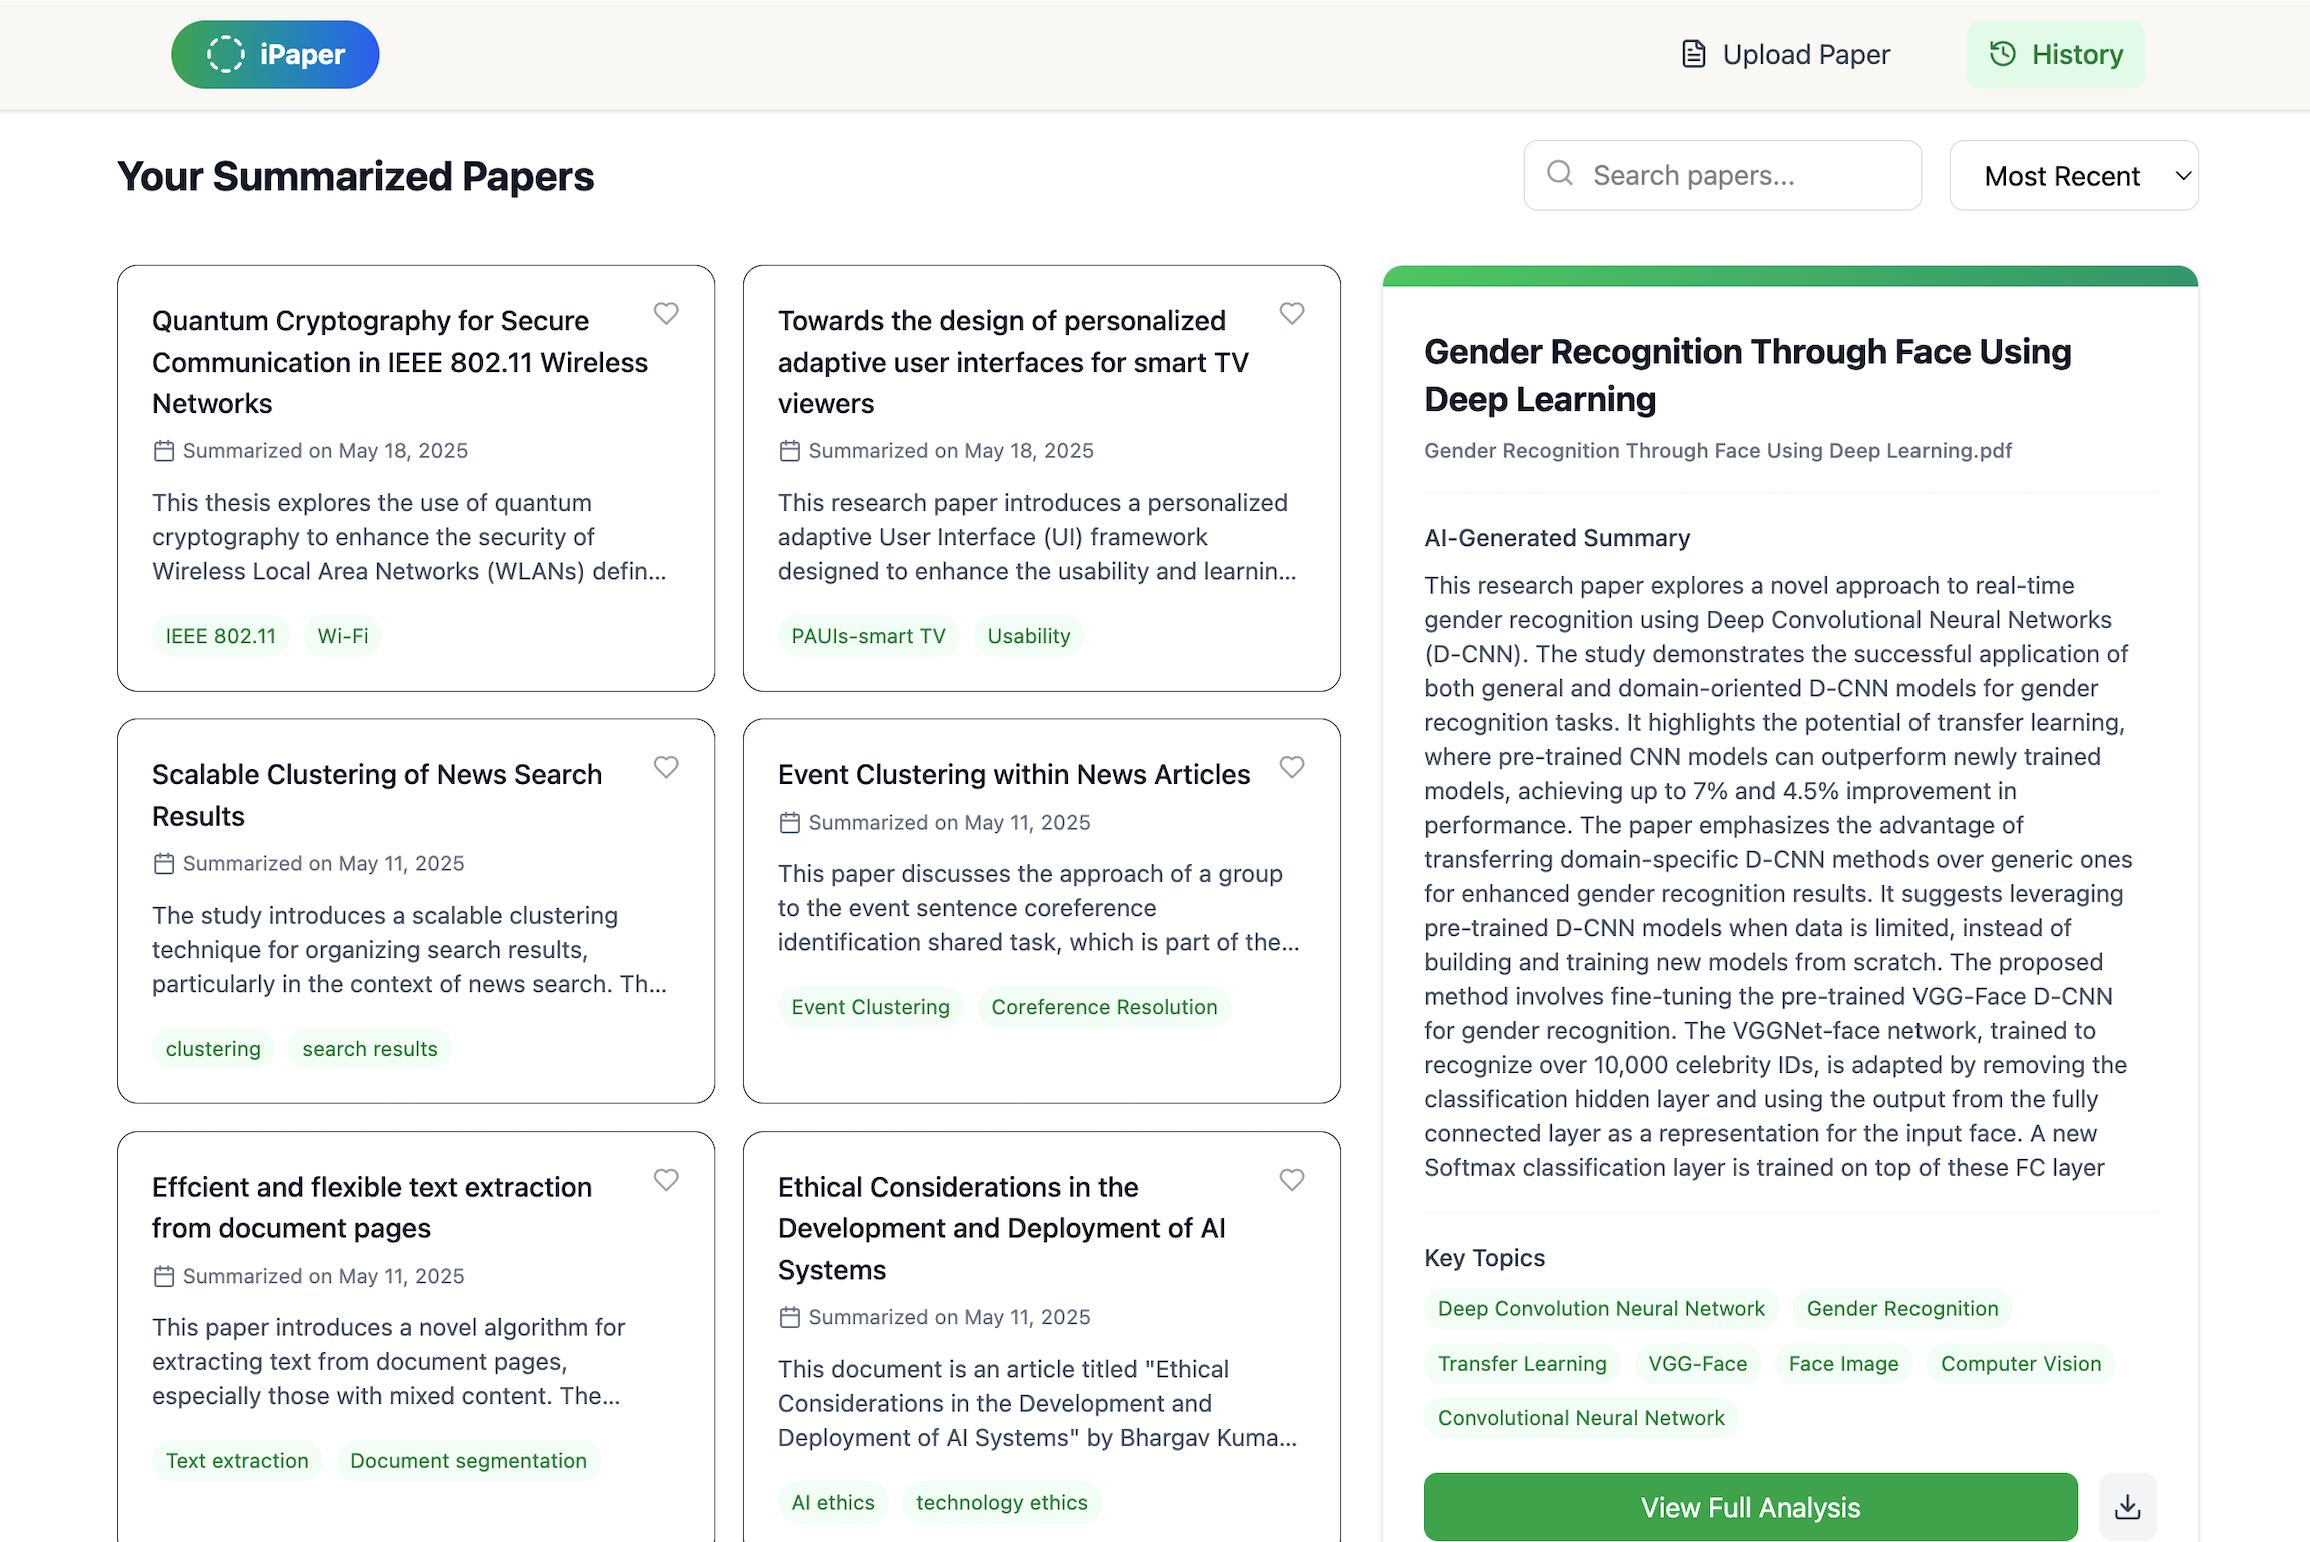 iPaper
Upload Paper
History
Your Summarized Papers
Search papers...
Most Recent
Quantum Cryptography for Secure
Communication in IEEE 802.11 Wireless
Networks
Summarized on May 18, 2025
This thesis explores the use of quantum
cryptography to enhance the security of
Wireless Local Area Networks (WLANs) defin...
IEEE 802.11
Wi-Fi
Towards the design of personalized
adaptive user interfaces for smart TV
viewers
Summarized on May 18, 2025
This research paper introduces a personalized
adaptive User Interface (UI) framework
designed to enhance the usability and learnin...
PAUIs-smart TV
Usability
Scalable Clustering of News Search
Results
Summarized on May 11, 2025
The study introduces a scalable clustering
technique for organizing search results,
particularly in the context of news search. Th...
clustering
search results
Event Clustering within News Articles
Summarized on May 11, 2025
This paper discusses the approach of a group
to the event sentence coreference
identification shared task, which is part of the...
Event Clustering
Coreference Resolution
Effcient and flexible text extraction
from document pages
Summarized on May 11, 2025
This paper introduces a novel algorithm for
extracting text from document pages,
especially those with mixed content. The...
Text extraction
Document segmentation
Ethical Considerations in the
Development and Deployment of AI
Systems
Summarized on May 11, 2025
This document is an article titled "Ethical
Considerations in the Development and
Deployment of AI Systems" by Bhargav Kuma...
AI ethics
technology ethics
Gender Recognition Through Face Using
Deep Learning
Gender Recognition Through Face Using Deep Learning.pdf
AI-Generated Summary
This research paper explores a novel approach to real-time
gender recognition using Deep Convolutional Neural Networks
(D-CNN). The study demonstrates the successful application of
both general and domain-oriented D-CNN models for gender
recognition tasks. It highlights the potential of transfer learning,
where pre-trained CNN models can outperform newly trained
models, achieving up to 7% and 4.5% improvement in
performance. The paper emphasizes the advantage of
transferring domain-specific D-CNN methods over generic ones
for enhanced gender recognition results. It suggests leveraging
pre-trained D-CNN models when data is limited, instead of
building and training new models from scratch. The proposed
method involves fine-tuning the pre-trained VGG-Face D-CNN
for gender recognition. The VGGNet-face network, trained to
recognize over 10,000 celebrity IDs, is adapted by removing the
classification hidden layer and using the output from the fully
connected layer as a representation for the input face. A new
Softmax classification layer is trained on top of these FC layer
Key Topics
Deep Convolution Neural Network
Gender Recognition
Transfer Learning
VGG-Face
Face Image
Computer Vision
Convolutional Neural Network
View Full Analysis